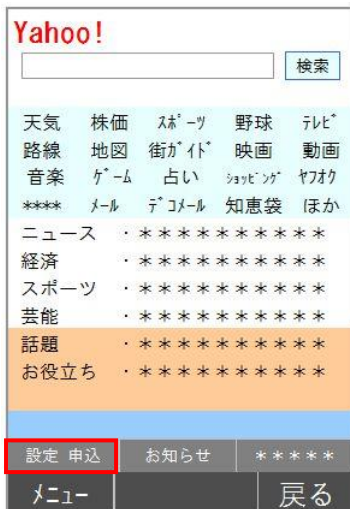 Yahoo!
検索
天気 株価 ｽﾎﾟｰﾂ 野球 ﾃﾚﾋﾞ
路線 地図 街ｶﾞｲﾄﾞ 映画 動画
音楽 ｹﾞｰﾑ 占い ｼｮｯﾋﾟﾝｸﾞ ﾔﾌｵｸ
**** ﾒｰﾙ ﾃﾞｺﾒｰﾙ 知恵袋 ほか
ニュース ・＊＊＊＊＊＊＊＊＊＊
経済 ・＊＊＊＊＊＊＊＊＊＊
スポーツ ・＊＊＊＊＊＊＊＊＊＊
芸能 ・＊＊＊＊＊＊＊＊＊＊
話題 ・＊＊＊＊＊＊＊＊＊＊
お役立ち ・＊＊＊＊＊＊＊＊＊＊
設定 申込 お知らせ ＊＊＊＊＊
ﾒﾆｭｰ 戻る